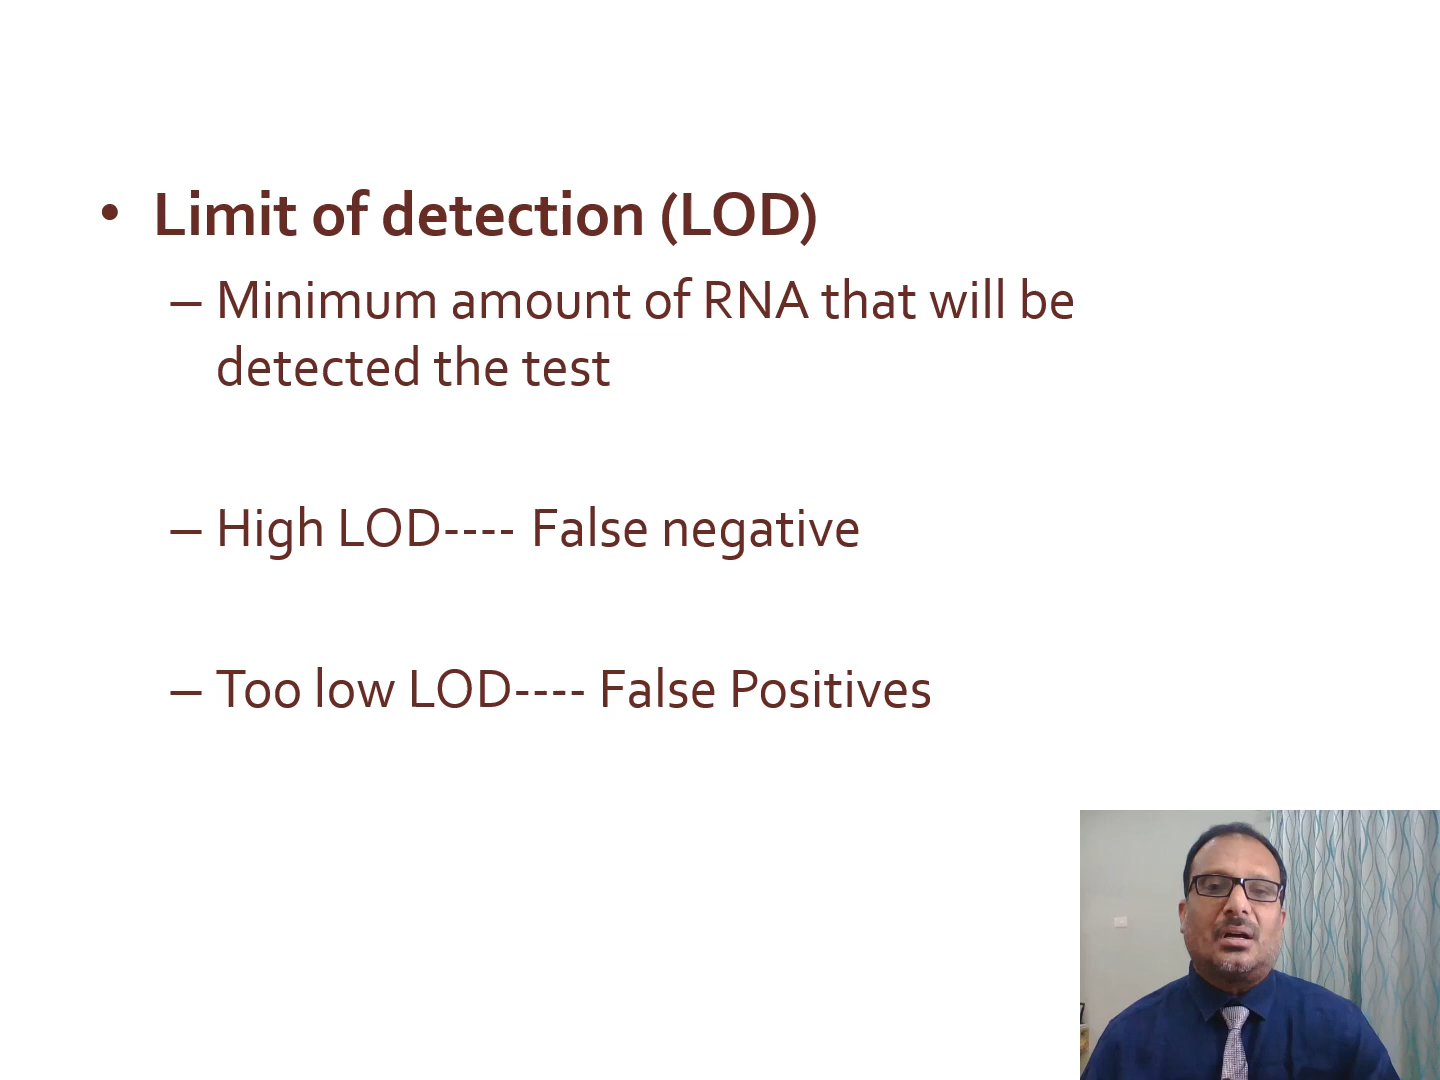 • Limit of detection (LOD)
– Minimum amount of RNA that will be
detected the test
– High LOD---- False negative
– Too low LOD---- False Positives